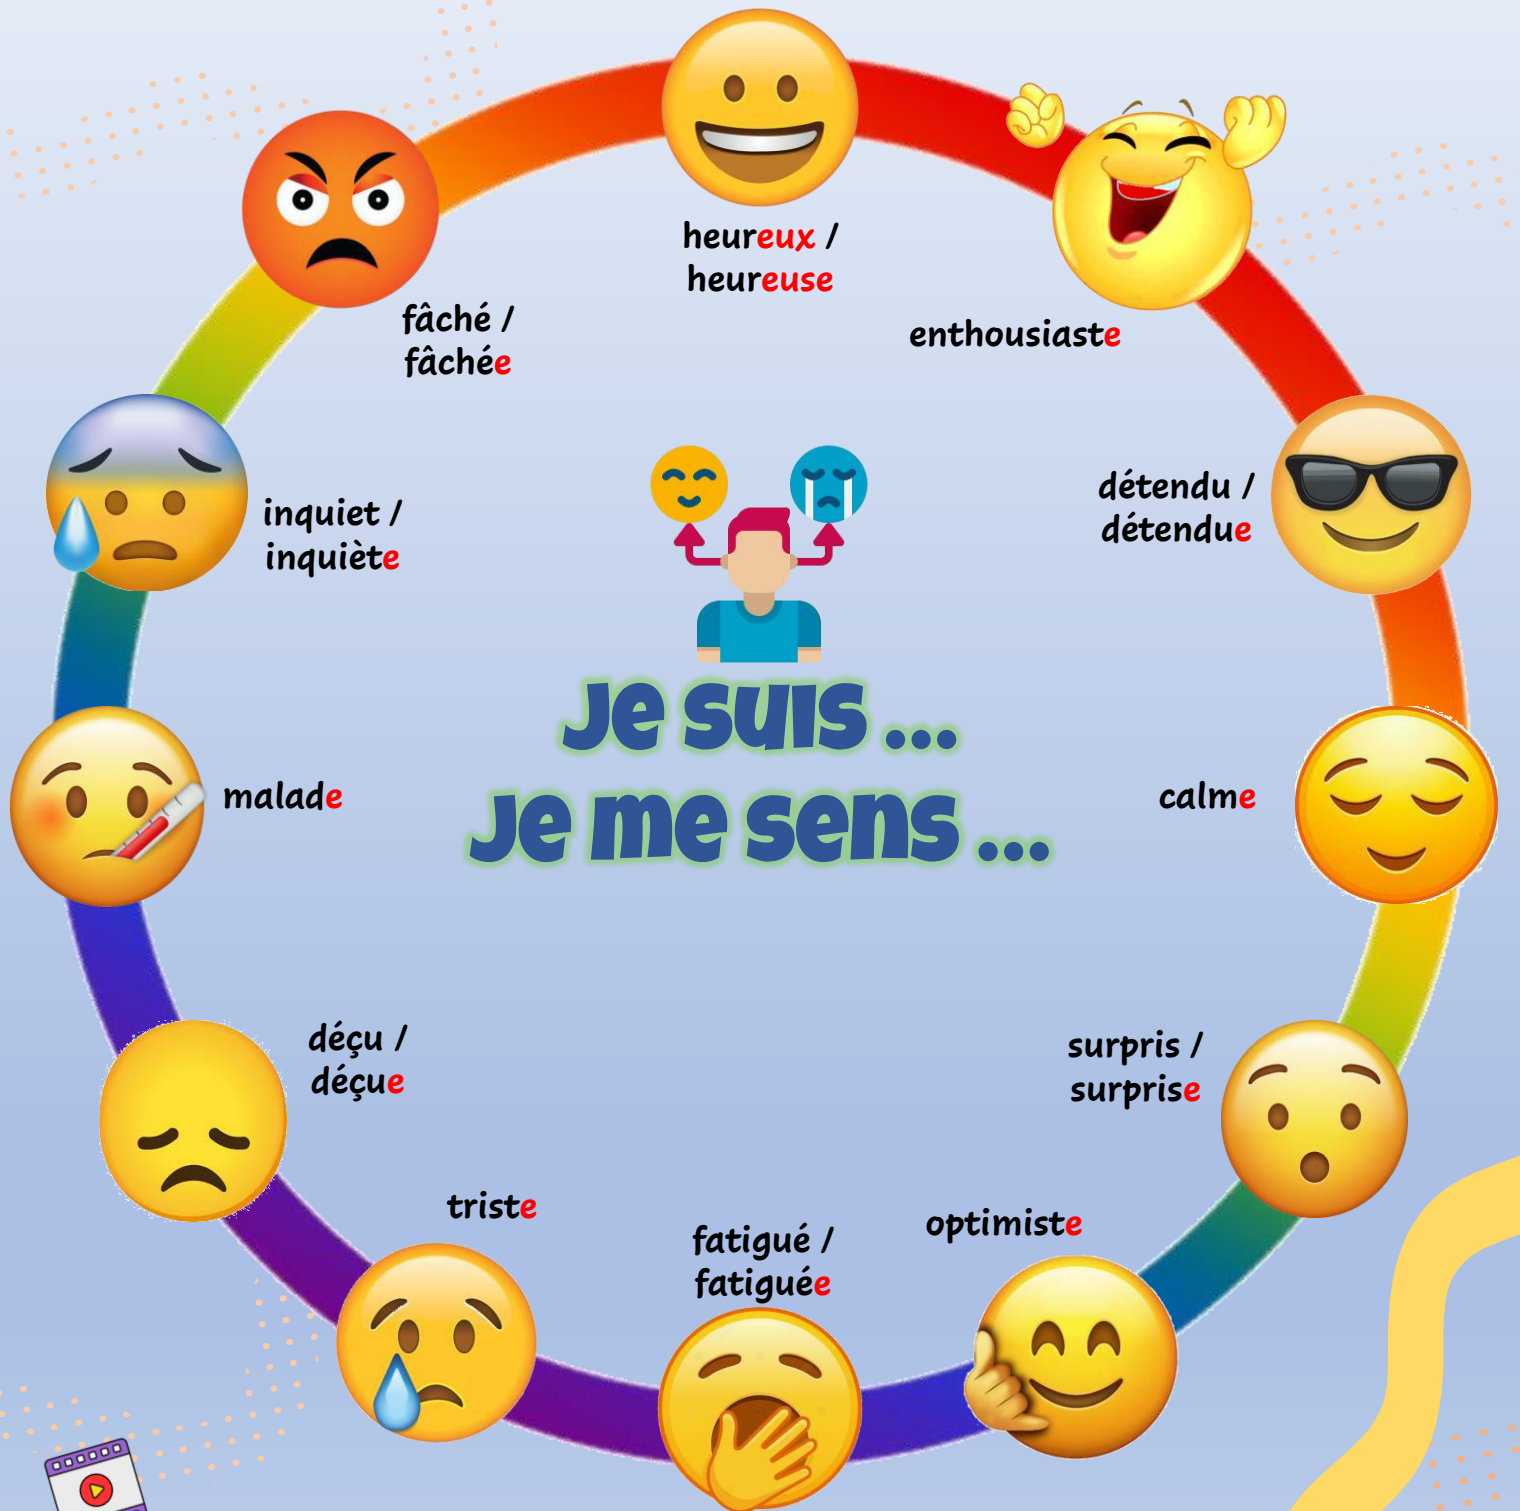 heureux /
heureuse
enthousiaste
détendu /
détendue
calme
surpris /
surprise
optimiste
fatigué /
fatiguée
triste
déçu /
déçue
malade
inquiet /
inquiète
fâché /
fâchée
Je suis ...
Je me sens ...